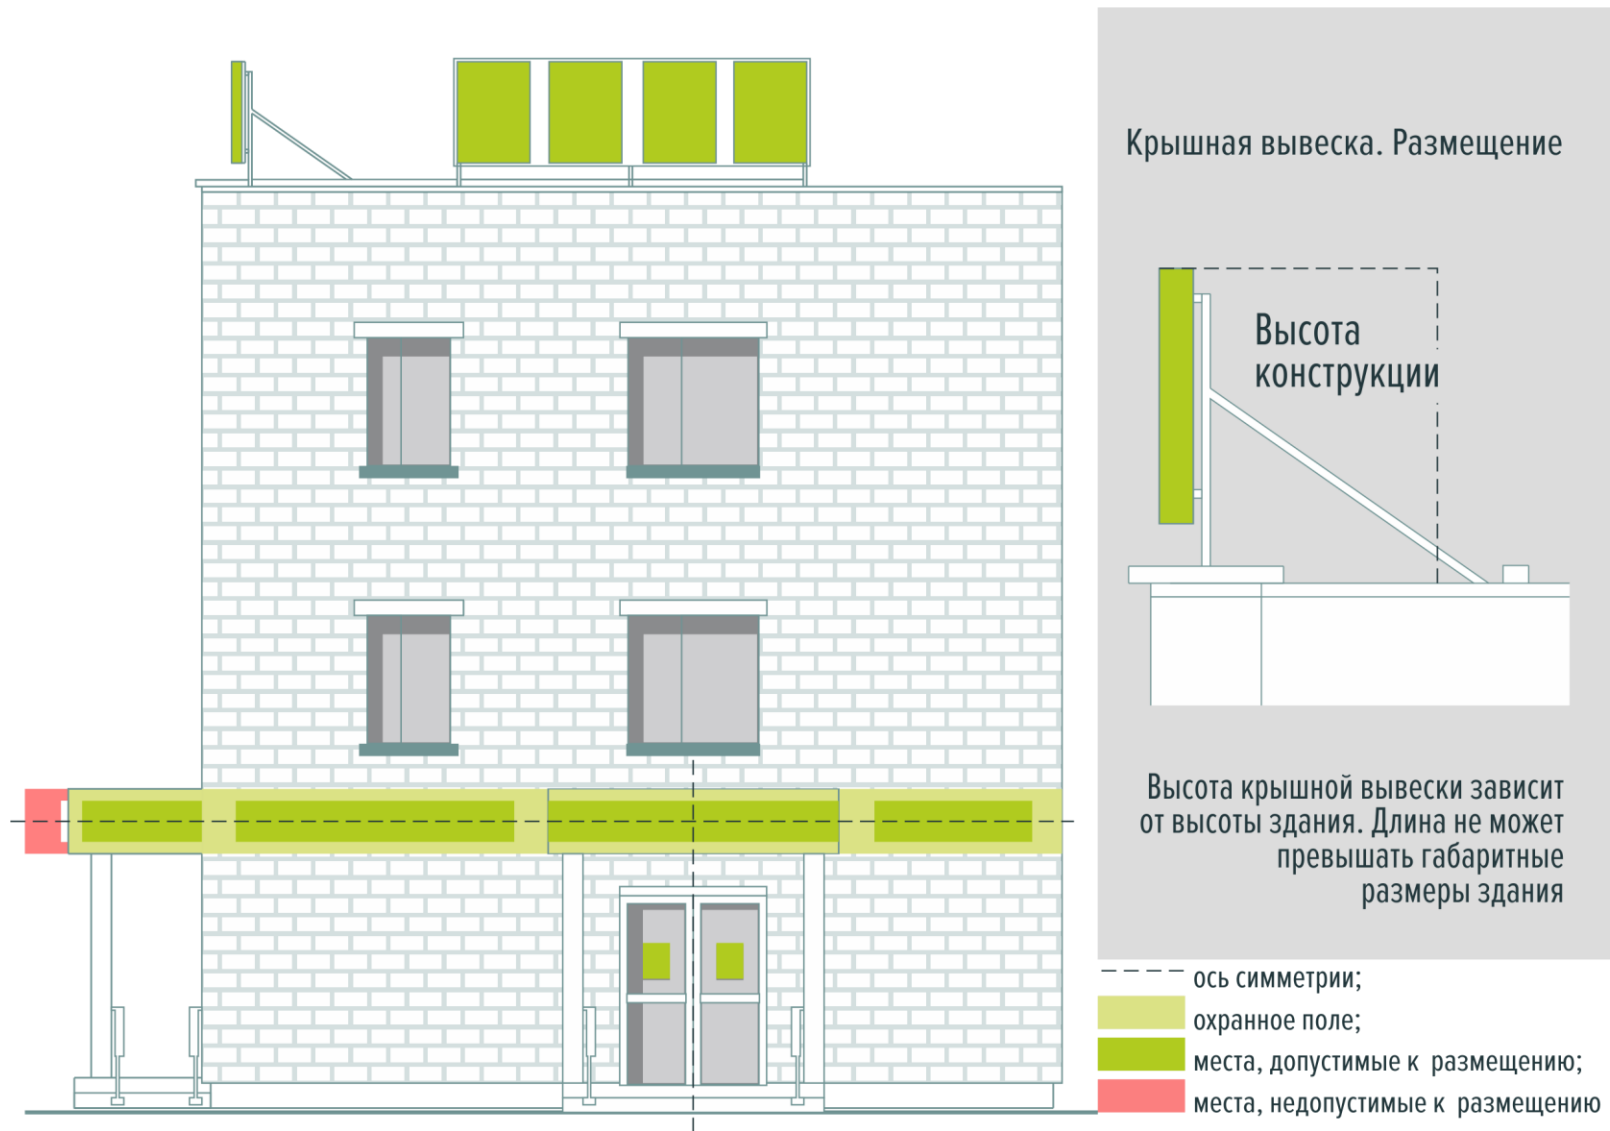 Крышная вывеска. Размещение
Высота
конструкции
Высота крышной вывески зависит
от высоты здания. Длина не может
превышать габаритные
размеры здания
ось симметрии;
охранное поле;
места, допустимые к размещению;
места, недопустимые к размещению